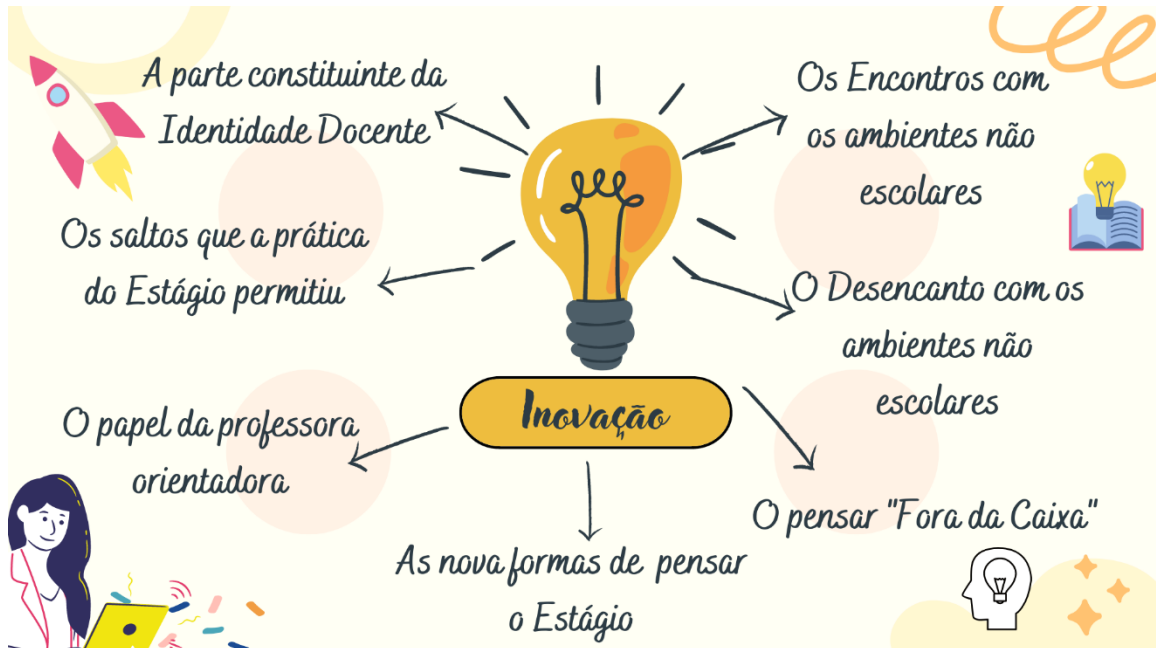 A parte constituinte da
Identidade Docente
Os Encontros com
os ambientes não
escolares
Os saltos que a prática
do Estágio permitiu
O Desencanto com os
ambientes não
escolares
Inovação
O papel da professora
orientadora
O pensar "Fora da Caixa"
As nova formas de pensar
o Estágio